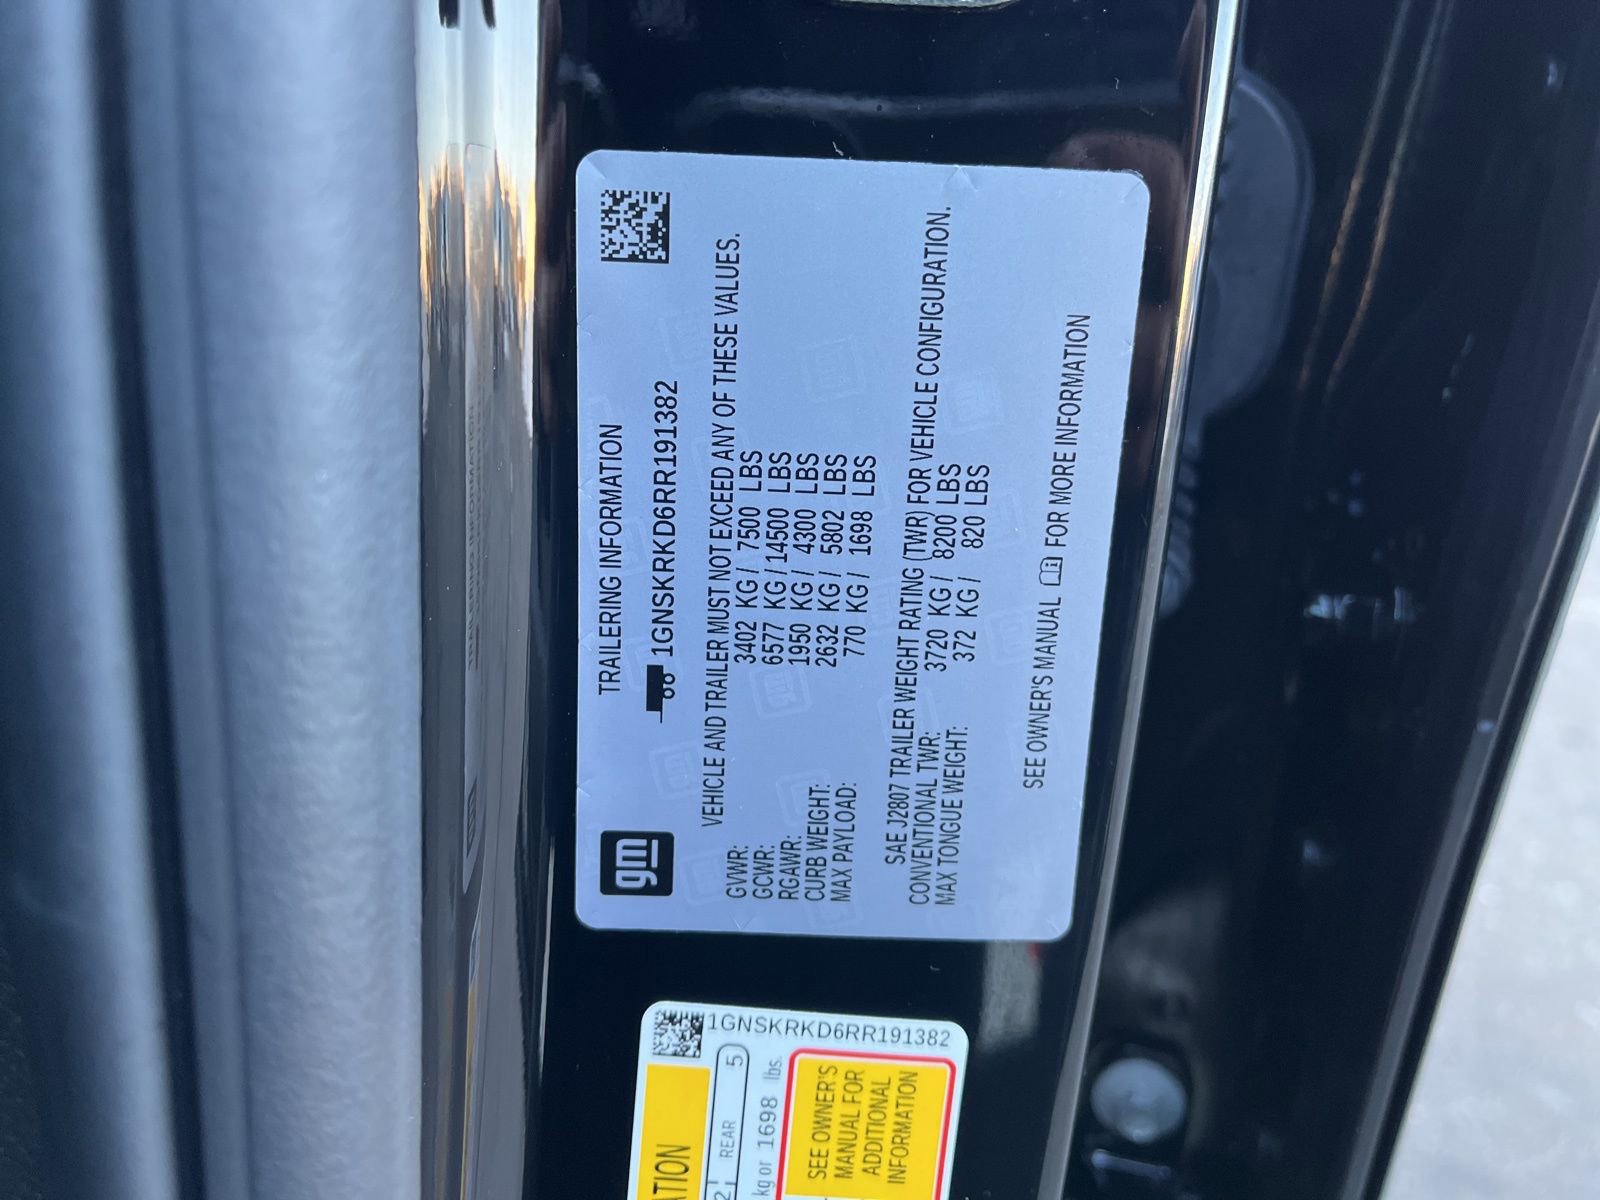 gm
TRAILERING INFORMATION
1GNSKRKD6RR191382
VEHICLE AND TRAILER MUST NOT EXCEED ANY OF THESE VALUES.
GVWR: 3402 KG / 7500 LBS
GCWR: 6577 KG / 14500 LBS
RGAWR: 1950 KG / 4300 LBS
CURB WEIGHT: 2632 KG / 5802 LBS
MAX PAYLOAD: 770 KG / 1698 LBS
SAE J2807 TRAILER WEIGHT RATING (TWR) FOR VEHICLE CONFIGURATION.
CONVENTIONAL TWR: 3720 KG / 8200 LBS
MAX TONGUE WEIGHT: 372 KG / 820 LBS
SEE OWNER'S MANUAL FOR MORE INFORMATION
1GNSKRKD6RR191382
ATION
2 REAR 5
kg or 1698 lbs.
SEE OWNER'S
MANUAL FOR
ADDITIONAL
INFORMATION